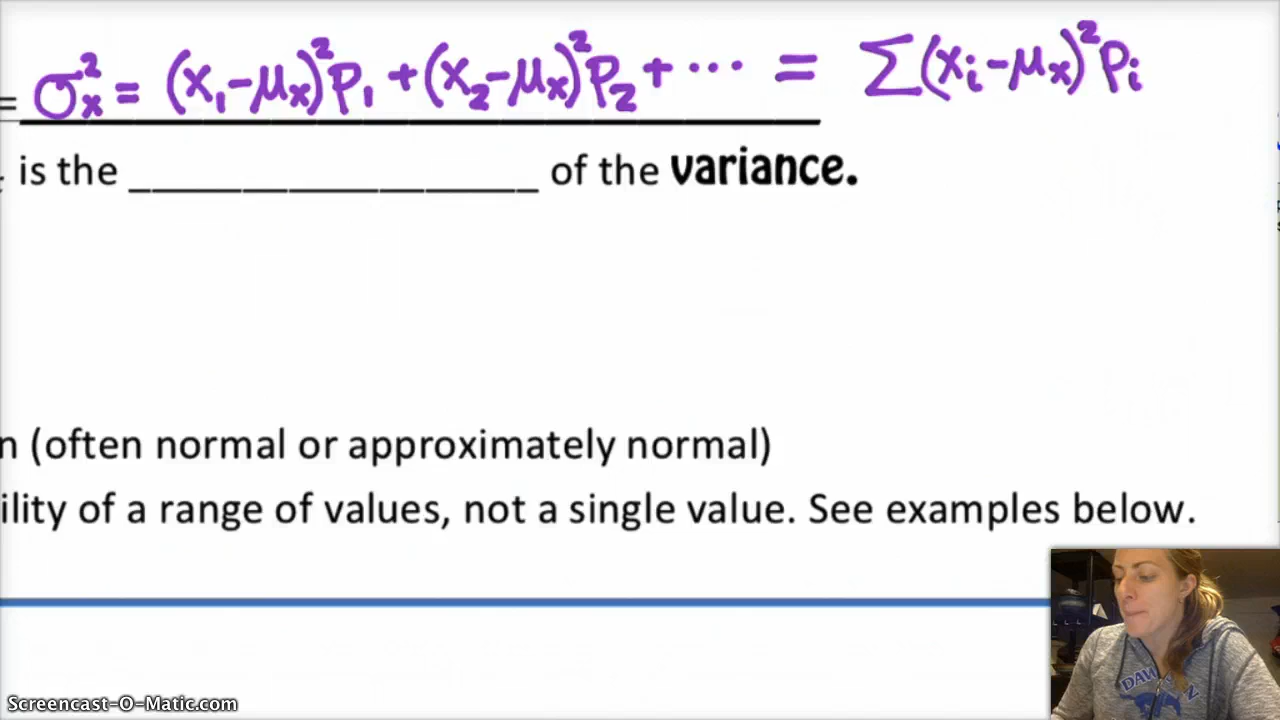 = σₓ² = (x₁-μₓ)²p₁ + (x₂-μₓ)²p₂ + ··· = Σ(xᵢ-μₓ)²pᵢ
is the ____________________ of the variance.
n (often normal or approximately normal)
ility of a range of values, not a single value. See examples below.
Screencast-O-Matic.com